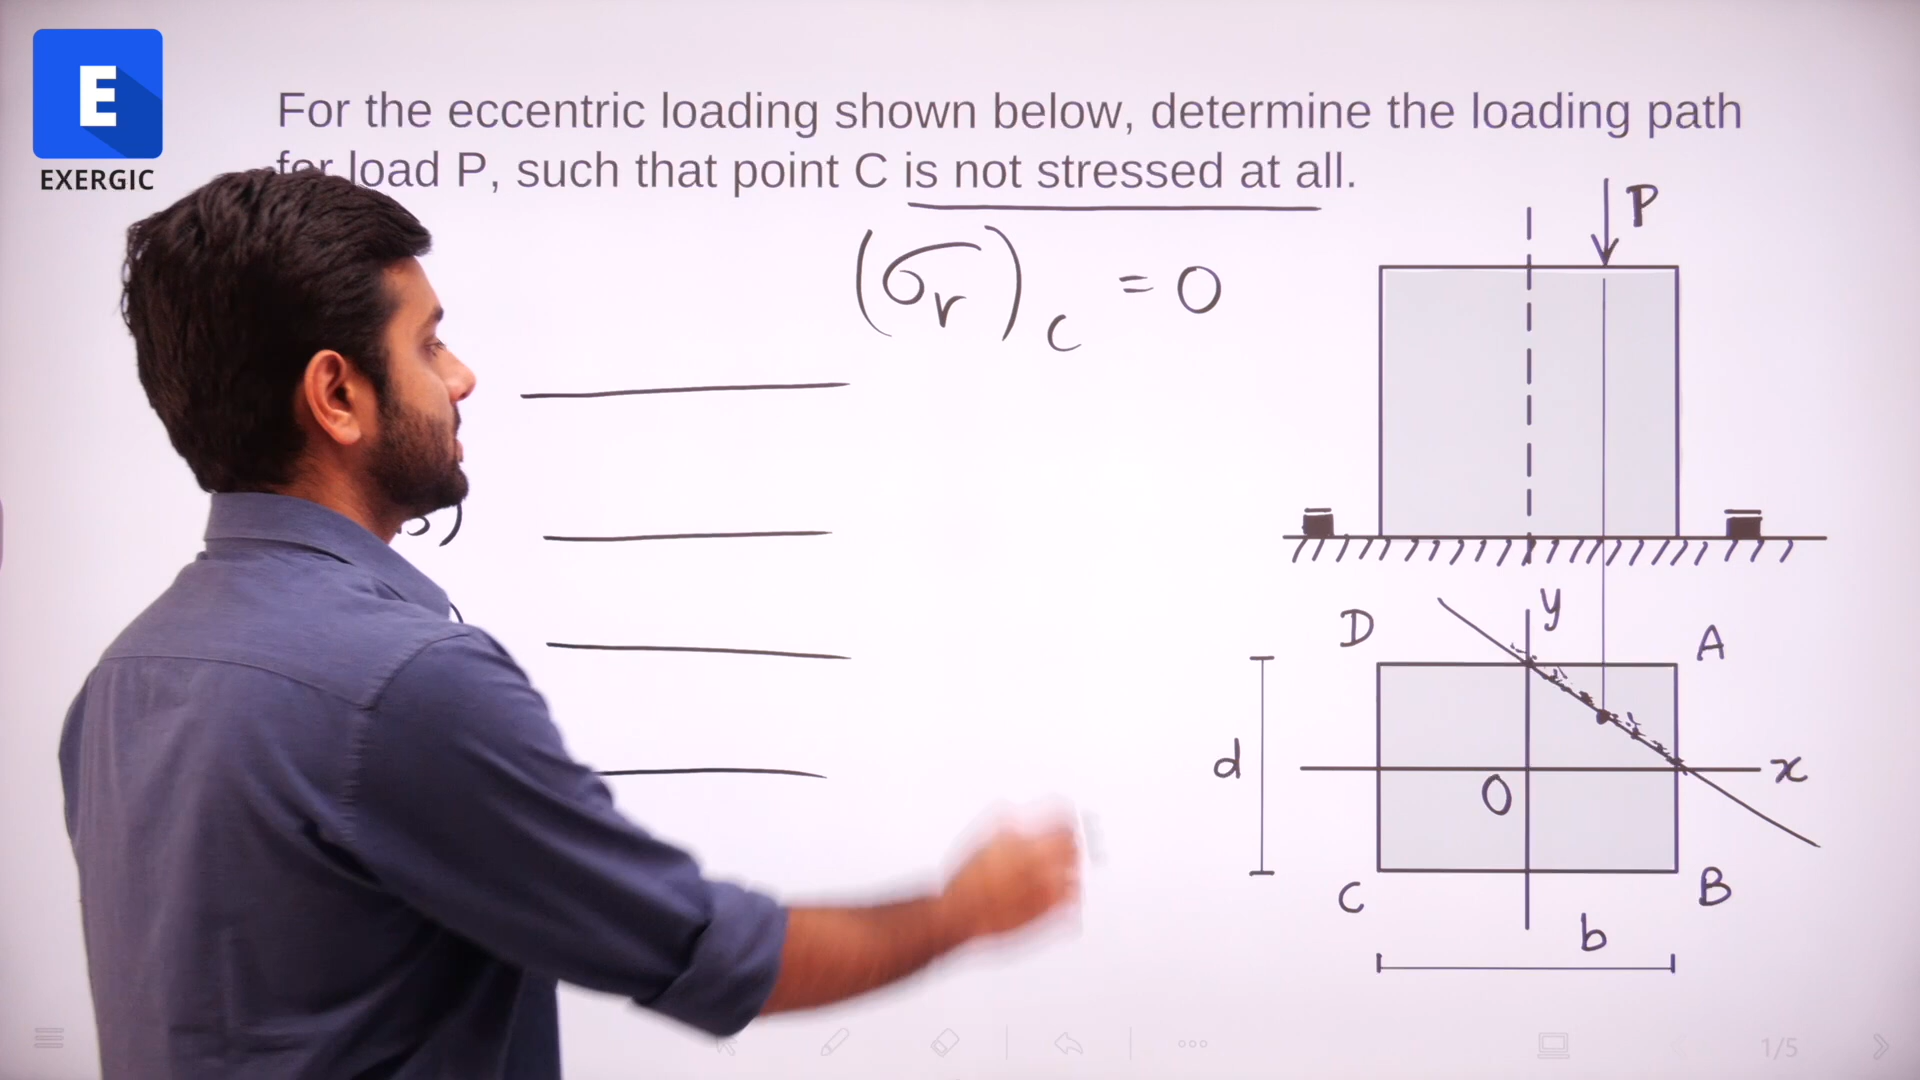 E
EXERGIC
For the eccentric loading shown below, determine the loading path
for load P, such that point C is not stressed at all.
(σr)c = 0
P
y
D
A
d
O
x
C
B
b
1/5